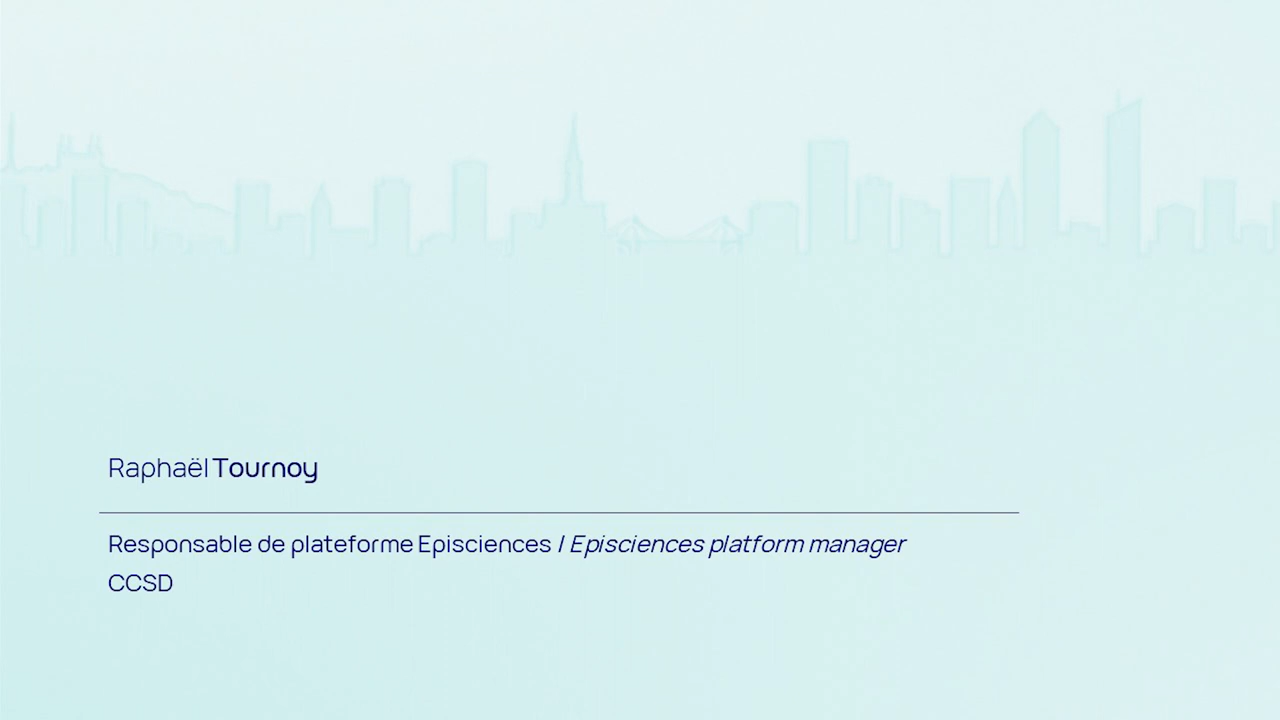 Raphaël Tournoy
Responsable de plateforme Episciences / Episciences platform manager
CCSD